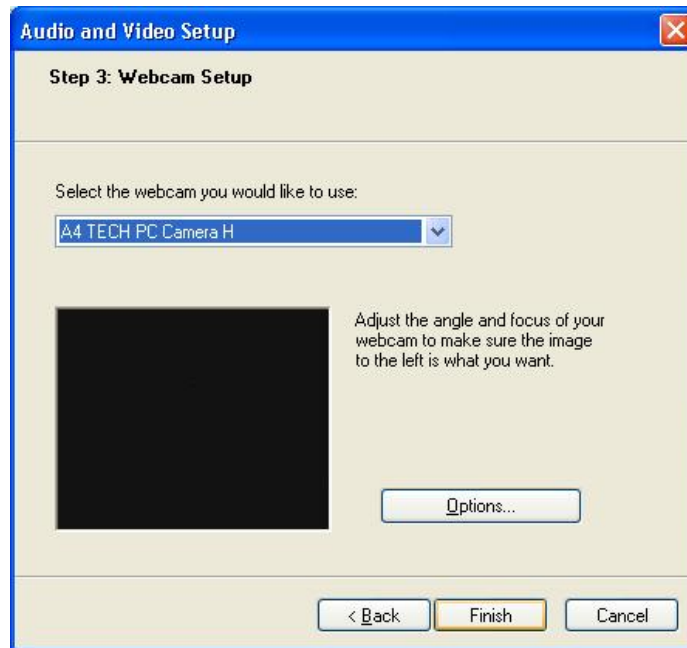 Audio and Video Setup
Step 3: Webcam Setup
Select the webcam you would like to use:
A4 TECH PC Camera H
Adjust the angle and focus of your
webcam to make sure the image
to the left is what you want.
Options...
< Back
Finish
Cancel